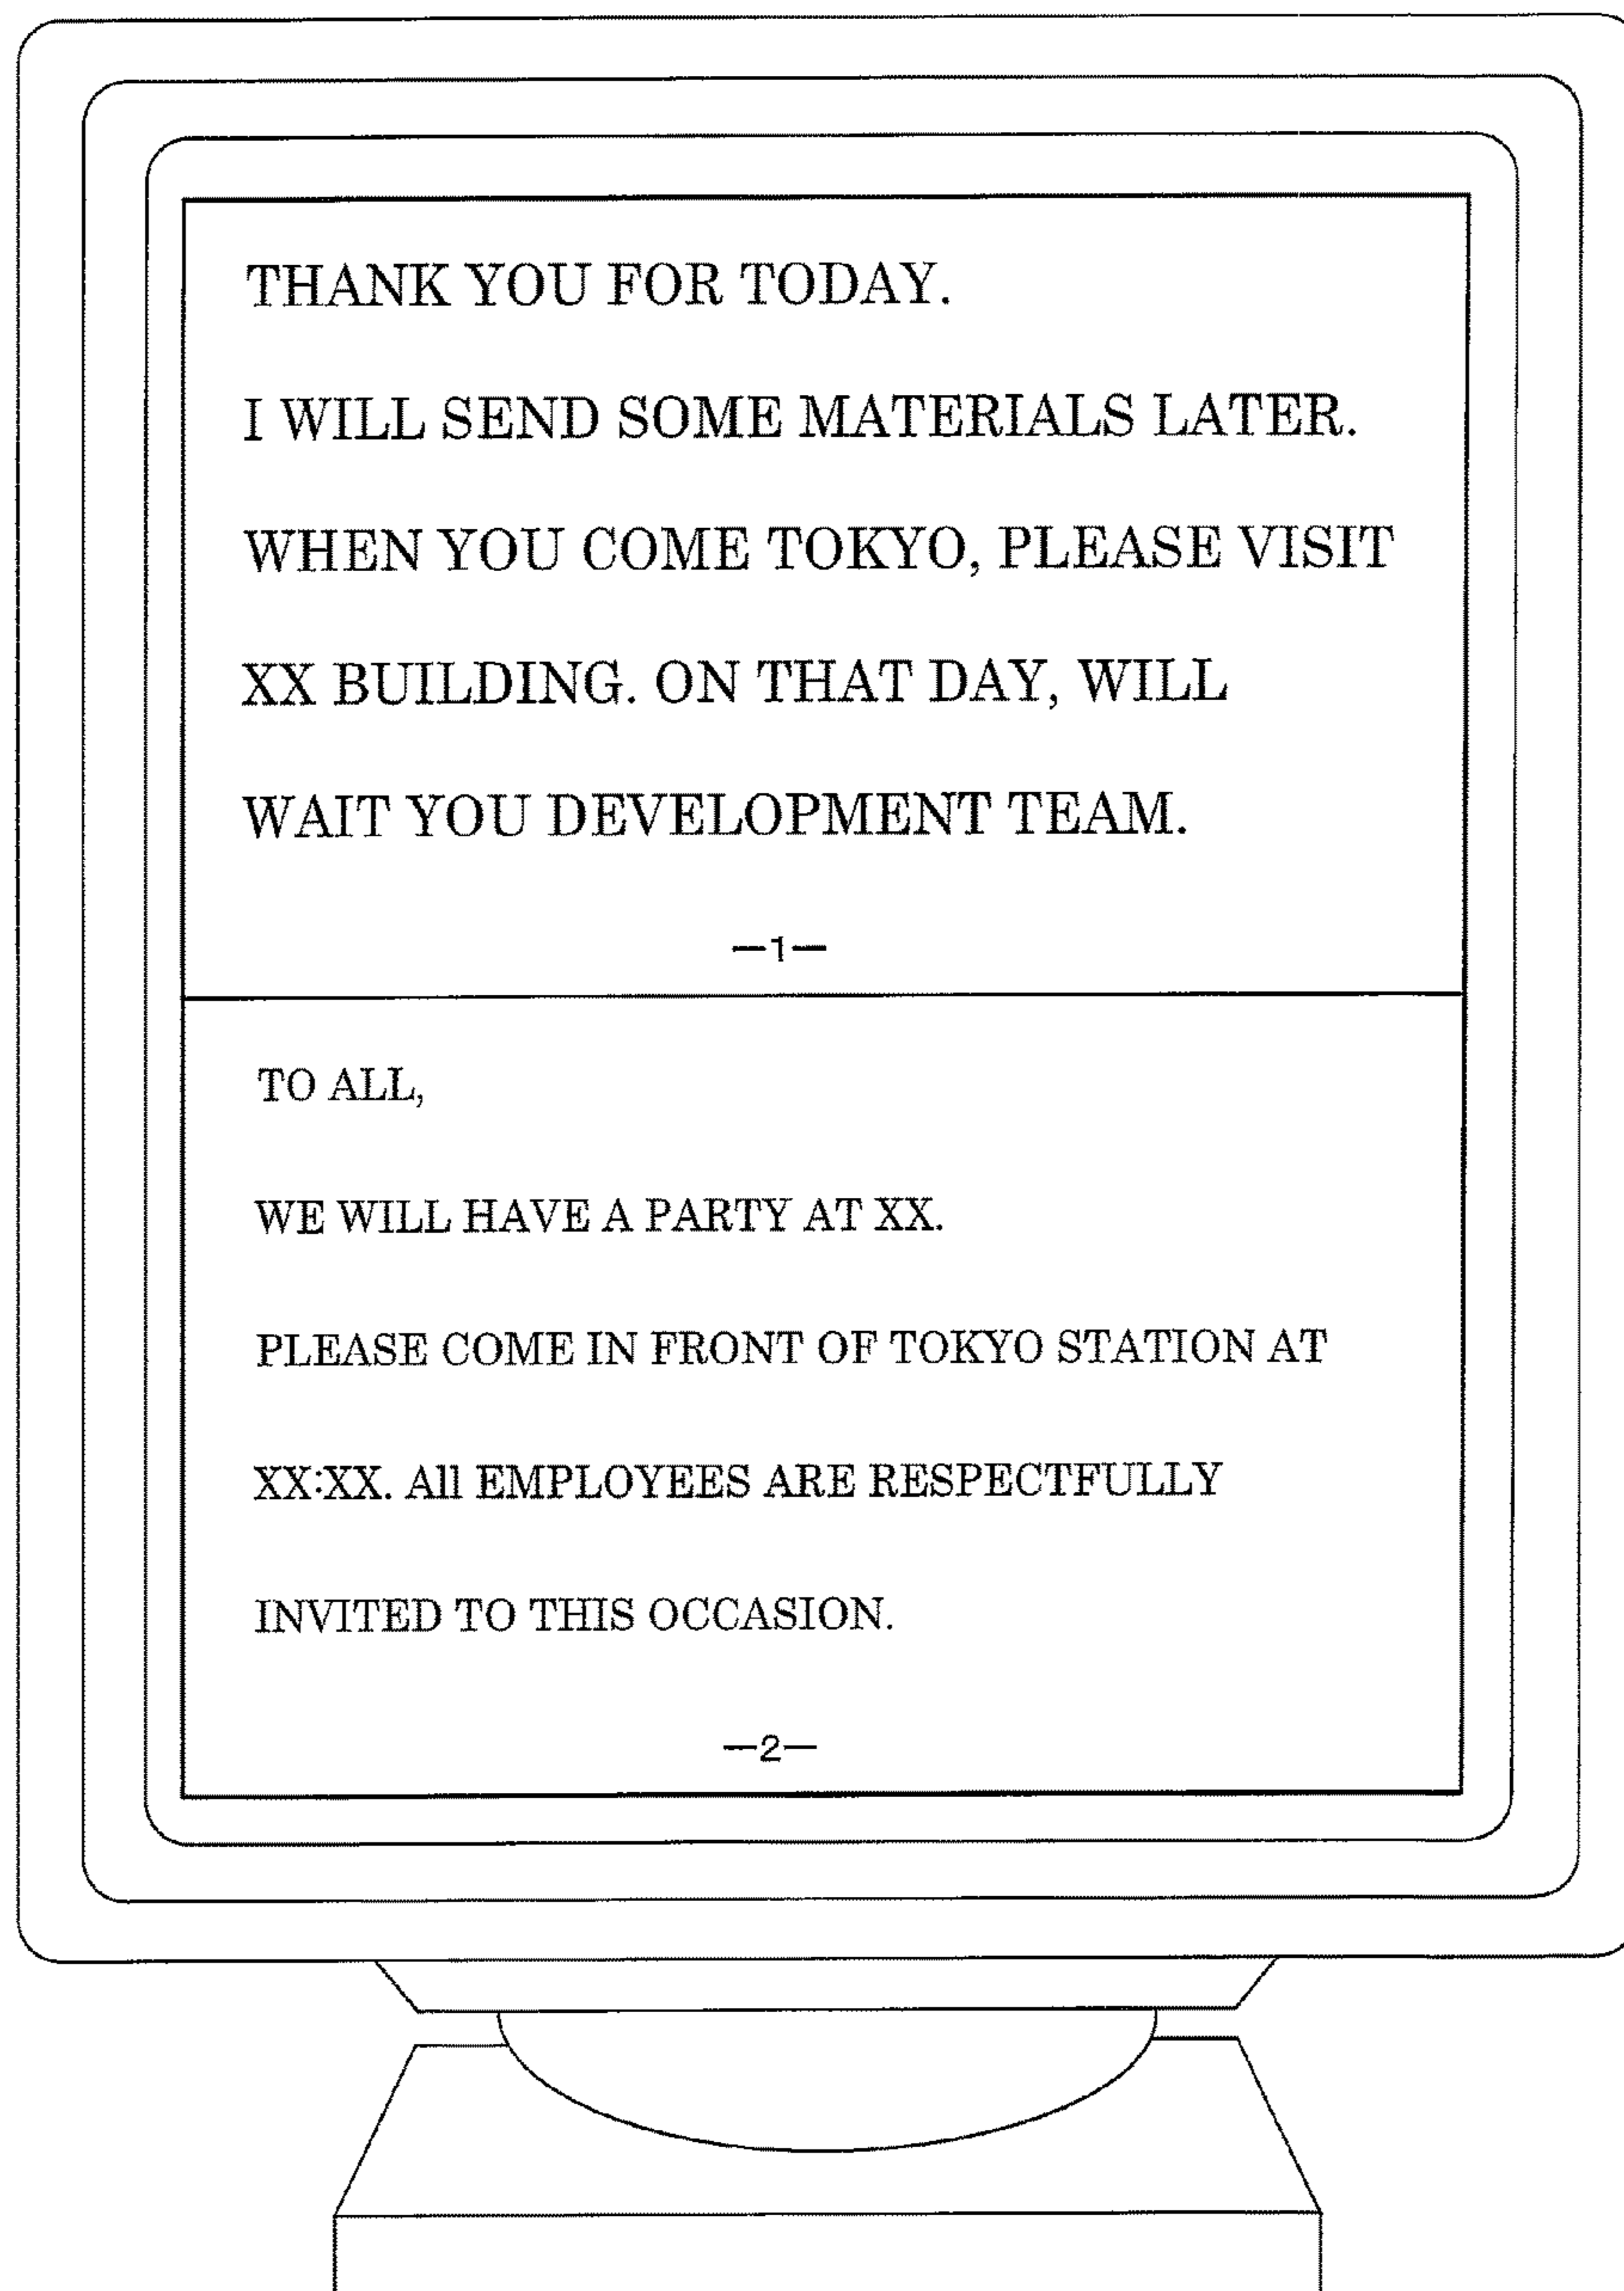 THANK YOU FOR TODAY.
I WILL SEND SOME MATERIALS LATER.
WHEN YOU COME TOKYO, PLEASE VISIT
XX BUILDING. ON THAT DAY, WILL
WAIT YOU DEVELOPMENT TEAM.
—1—
TO ALL,
WE WILL HAVE A PARTY AT XX.
PLEASE COME IN FRONT OF TOKYO STATION AT
XX:XX. All EMPLOYEES ARE RESPECTFULLY
INVITED TO THIS OCCASION.
—2—